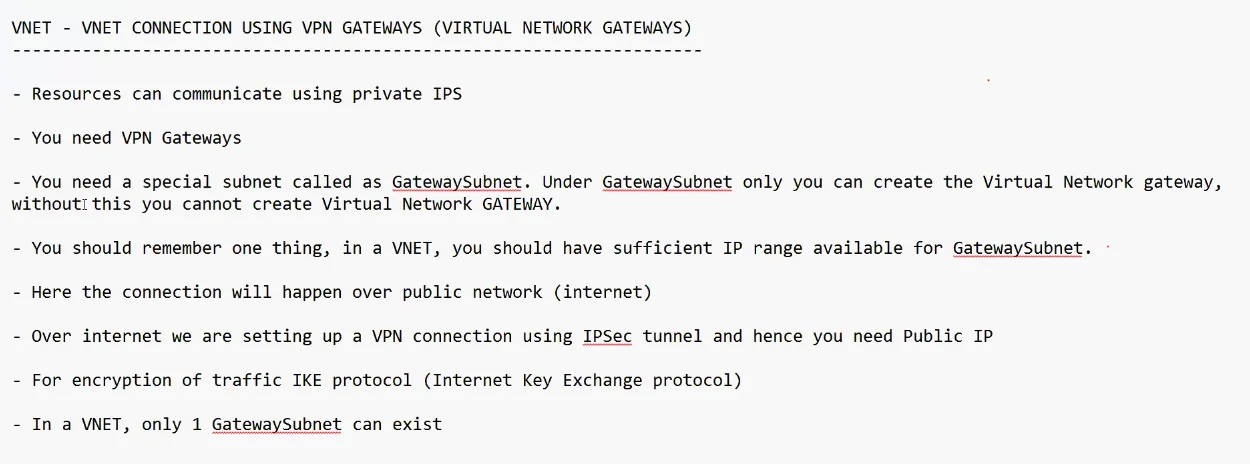 VNET - VNET CONNECTION USING VPN GATEWAYS (VIRTUAL NETWORK GATEWAYS)
---------------------------------------------------------------------
- Resources can communicate using private IPS
- You need VPN Gateways
- You need a special subnet called as GatewaySubnet. Under GatewaySubnet only you can create the Virtual Network gateway,
without this you cannot create Virtual Network GATEWAY.
- You should remember one thing, in a VNET, you should have sufficient IP range available for GatewaySubnet.
- Here the connection will happen over public network (internet)
- Over internet we are setting up a VPN connection using IPSec tunnel and hence you need Public IP
- For encryption of traffic IKE protocol (Internet Key Exchange protocol)
- In a VNET, only 1 GatewaySubnet can exist